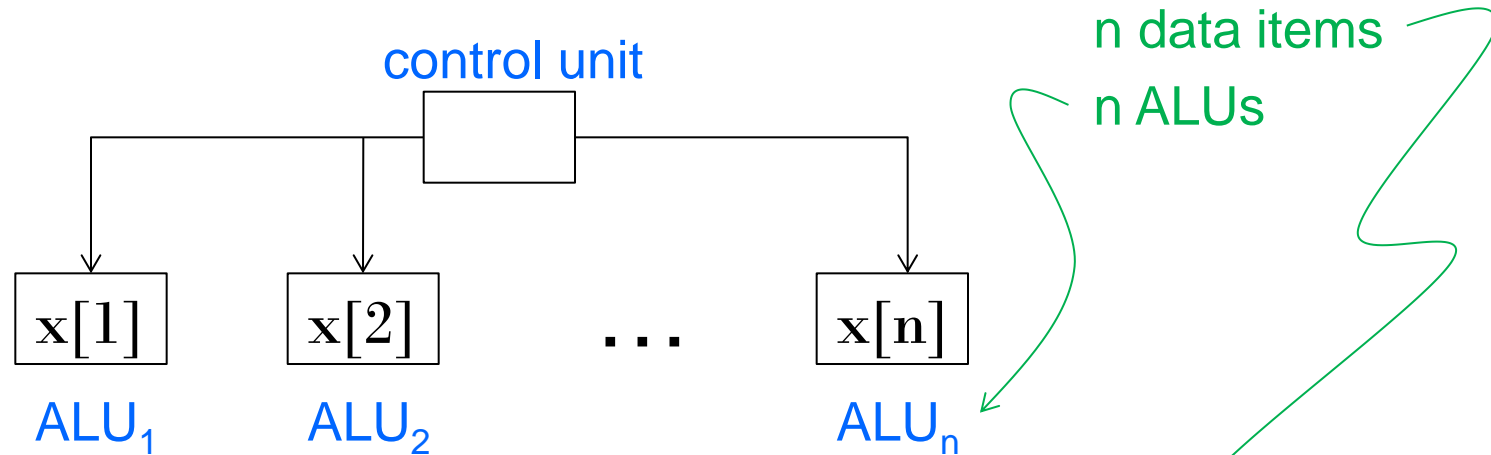 n data items
control unit
n ALUs
x[1] x[2] ... x[n]
ALU₁ ALU₂ ALUₙ